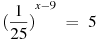 (1/25)^{x-9} = 5